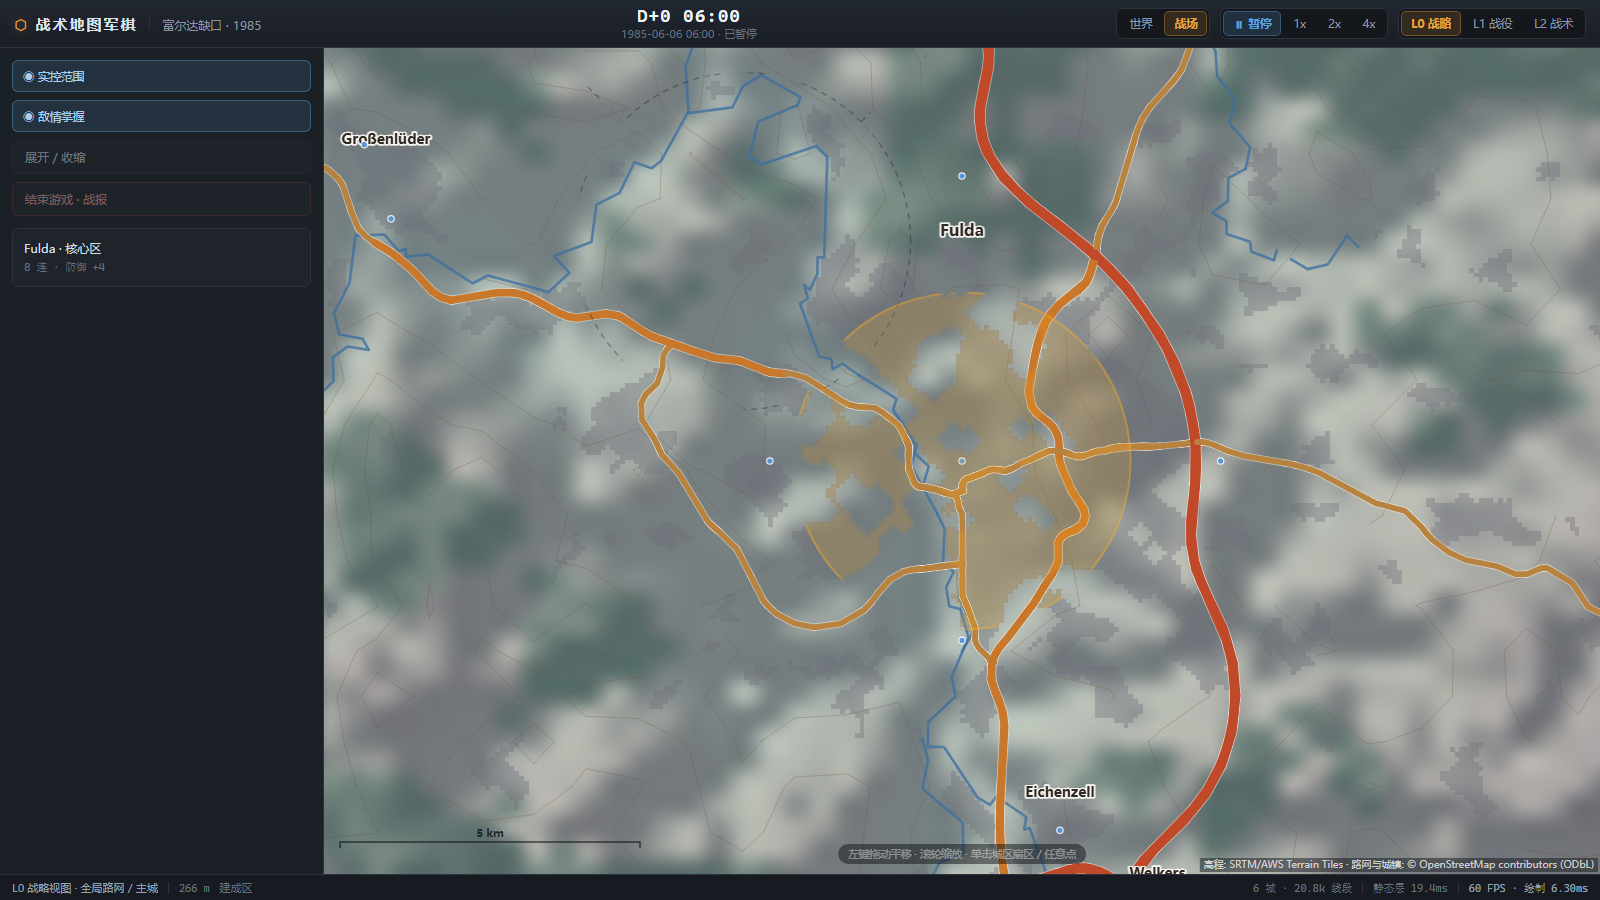 战术地图军棋
富尔达缺口 · 1985
D+0 06:00
1985-06-06 06:00 · 已暂停
世界
战场
⏸ 暂停
1x
2x
4x
L0 战略
L1 战役
L2 战术
◉ 实控范围
◉ 敌情掌握
展开 / 收缩
结束游戏 · 战报
Fulda · 核心区
8 连 · 防御 +4
Großenlüder
Fulda
Eichenzell
Welkers
5 km
左键拖动平移 · 滚轮缩放 · 单击城区扇区 / 任意点
高程: SRTM/AWS Terrain Tiles · 路网与城镇: © OpenStreetMap contributors (ODbL)
L0 战略视图 · 全局路网 / 主城
266 m 建成区
6 城 · 20.8k 线段
静态层 19.4ms
60 FPS · 绘制 6.30ms